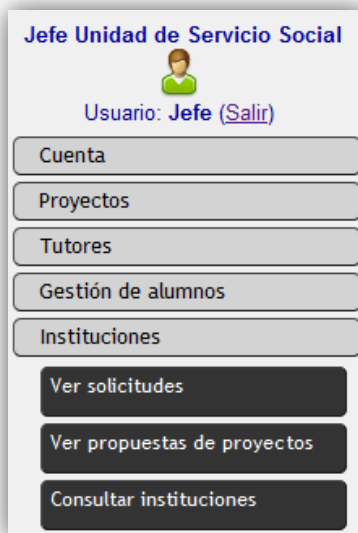 Jefe Unidad de Servicio Social
Usuario: Jefe (Salir)
Cuenta
Proyectos
Tutores
Gestión de alumnos
Instituciones
Ver solicitudes
Ver propuestas de proyectos
Consultar instituciones